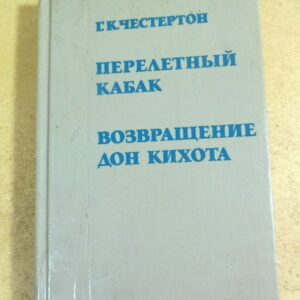 Г.К.ЧЕСТЕРТОН
ПЕРЕЛЕТНЫЙ
КАБАК
ВОЗВРАЩЕНИЕ
ДОН КИХОТА